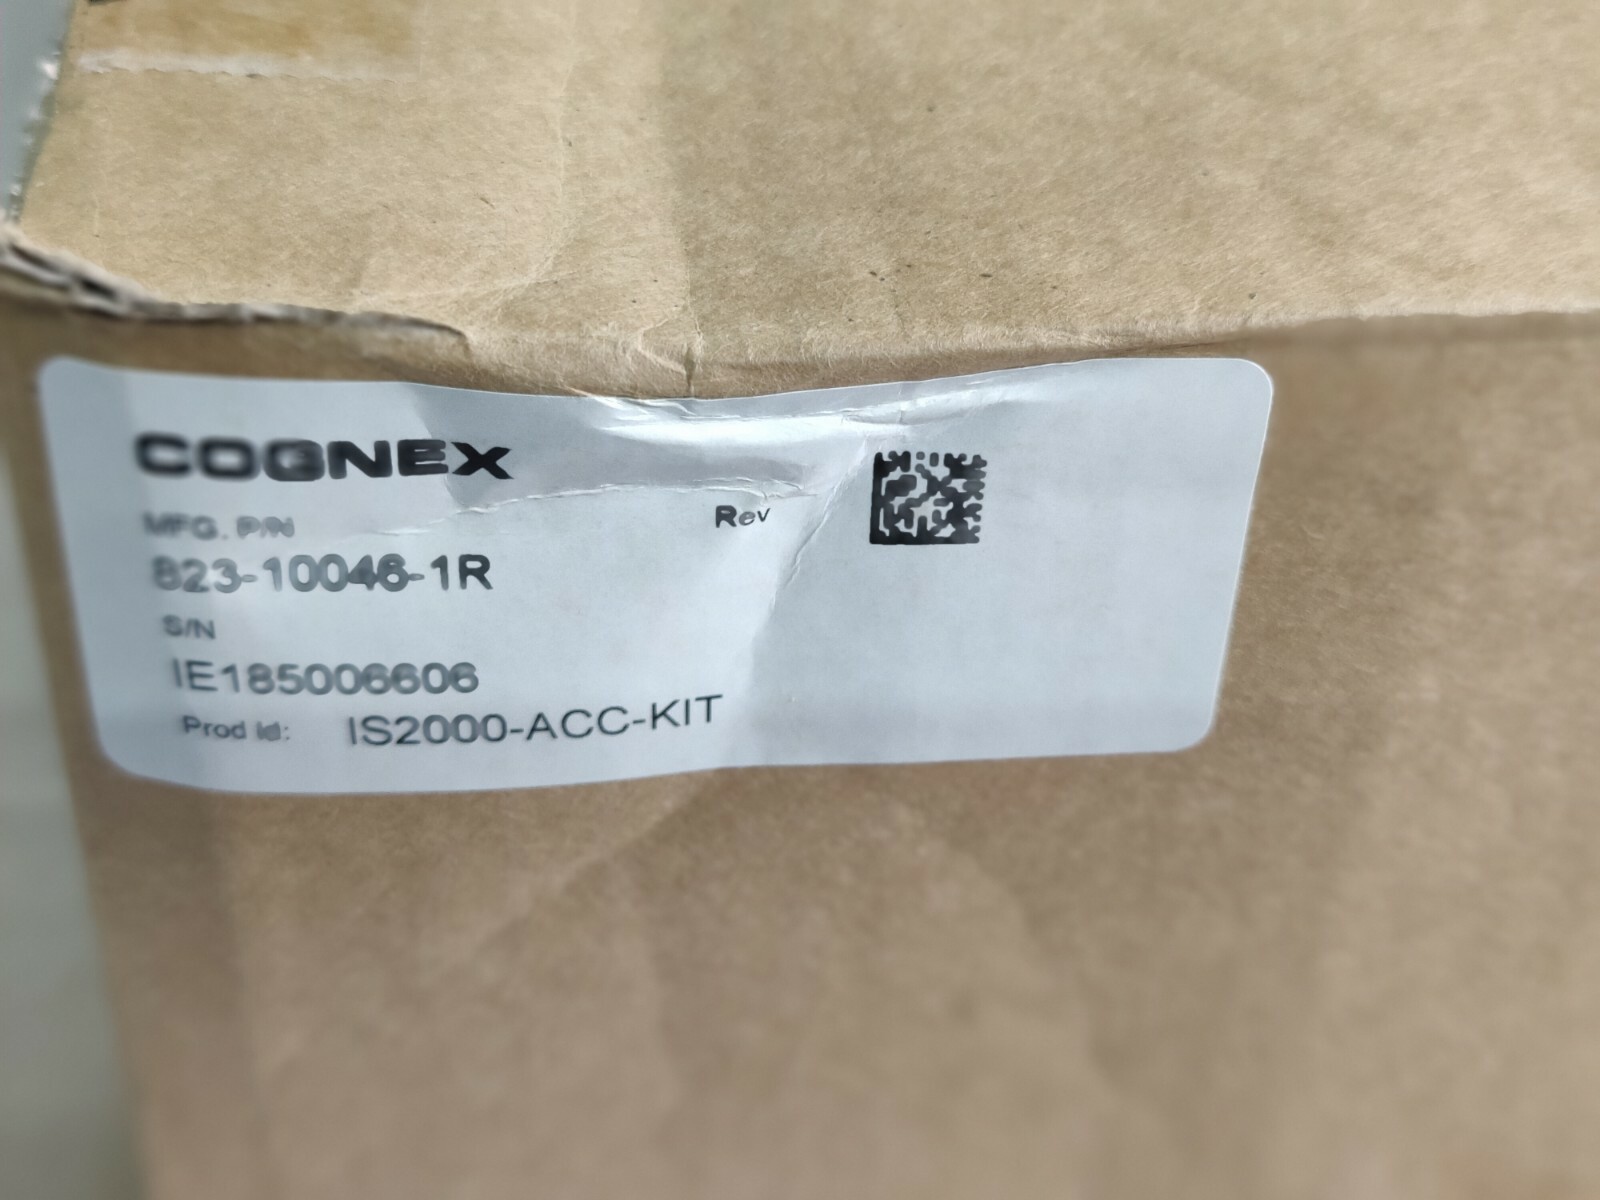 COGNEX
MFG. P/N
Rev
823-10046-1R
S/N
IE185006606
Prod Id: IS2000-ACC-KIT